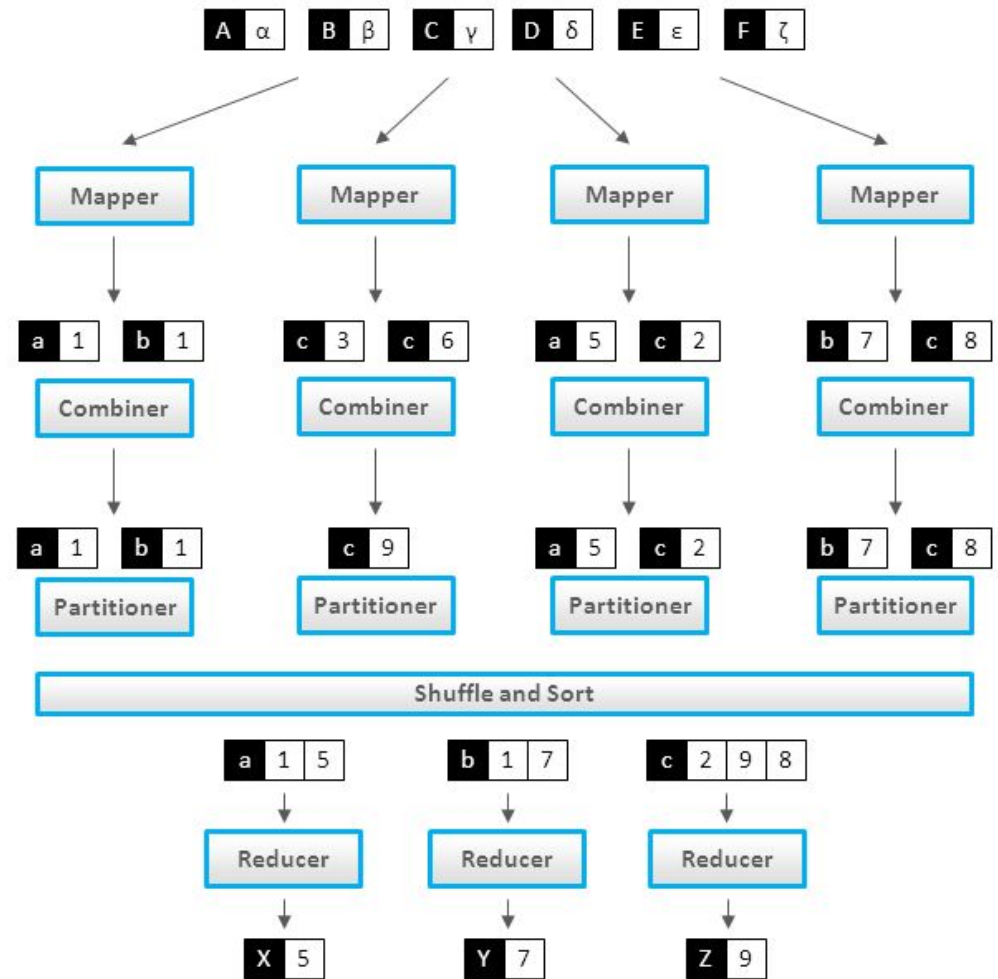 A α B β C γ D δ E ε F ζ
Mapper Mapper Mapper Mapper
a 1 b 1 c 3 c 6 a 5 c 2 b 7 c 8
Combiner Combiner Combiner Combiner
a 1 b 1 c 9 a 5 c 2 b 7 c 8
Partitioner Partitioner Partitioner Partitioner
Shuffle and Sort
a 1 5 b 1 7 c 2 9 8
Reducer Reducer Reducer
X 5 Y 7 Z 9